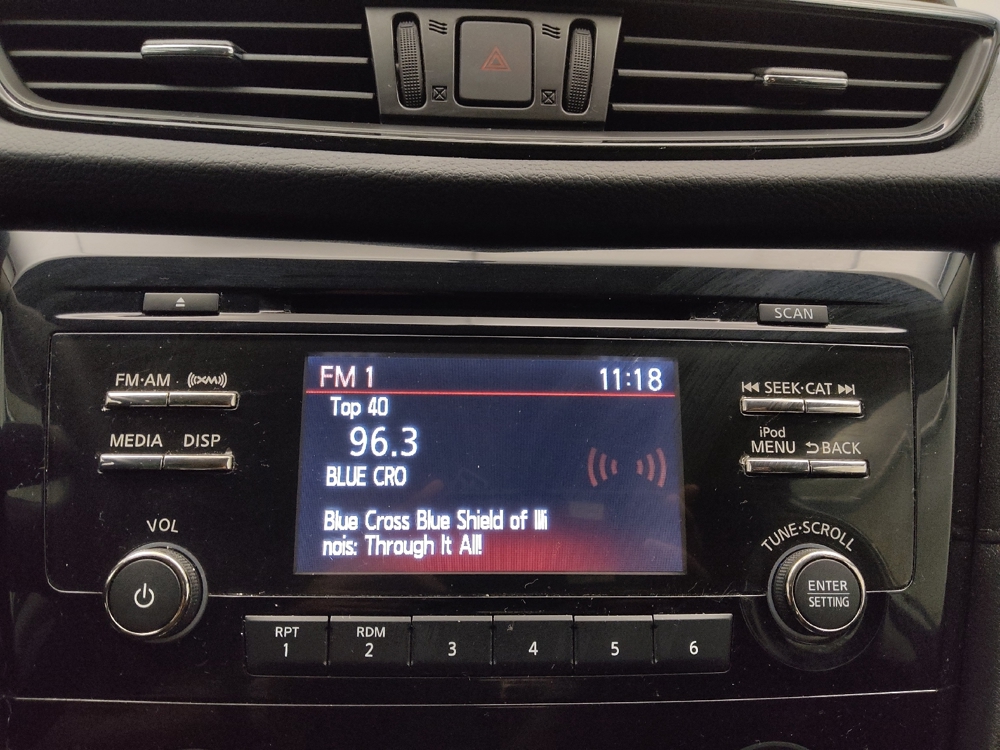 SCAN
FM·AM
((XM))
MEDIA DISP
VOL
FM 1 11:18
Top 40
96.3
BLUE CRO
Blue Cross Blue Shield of Illi
nois: Through It All!
SEEK·CAT
iPod
MENU BACK
TUNE·SCROLL
ENTER
SETTING
RPT
1
RDM
2
3
4
5
6